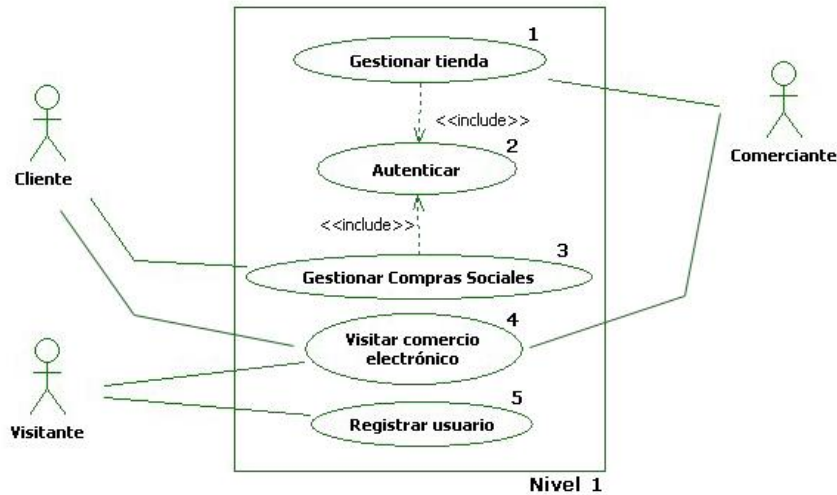 1
Gestionar tienda
<<include>>
2
Autenticar
Cliente
Comerciante
<<include>>
3
Gestionar Compras Sociales
4
Visitar comercio
electrónico
5
Registrar usuario
Visitante
Nivel 1